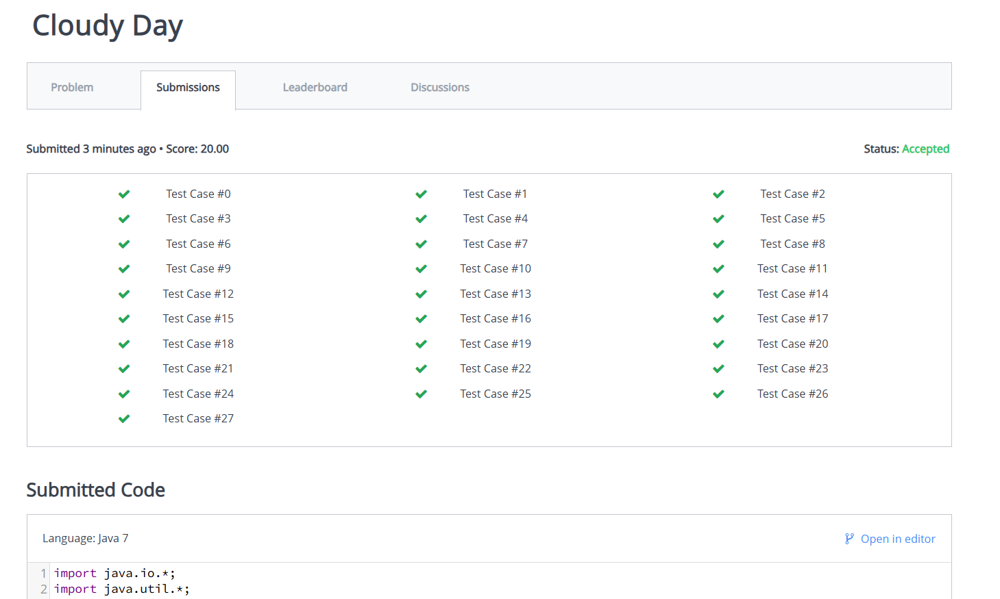 Cloudy Day
Problem Submissions Leaderboard Discussions
Submitted 3 minutes ago • Score: 20.00 Status: Accepted
Test Case #0 Test Case #1 Test Case #2
Test Case #3 Test Case #4 Test Case #5
Test Case #6 Test Case #7 Test Case #8
Test Case #9 Test Case #10 Test Case #11
Test Case #12 Test Case #13 Test Case #14
Test Case #15 Test Case #16 Test Case #17
Test Case #18 Test Case #19 Test Case #20
Test Case #21 Test Case #22 Test Case #23
Test Case #24 Test Case #25 Test Case #26
Test Case #27
Submitted Code
Language: Java 7 Open in editor
1 import java.io.*;
2 import java.util.*;